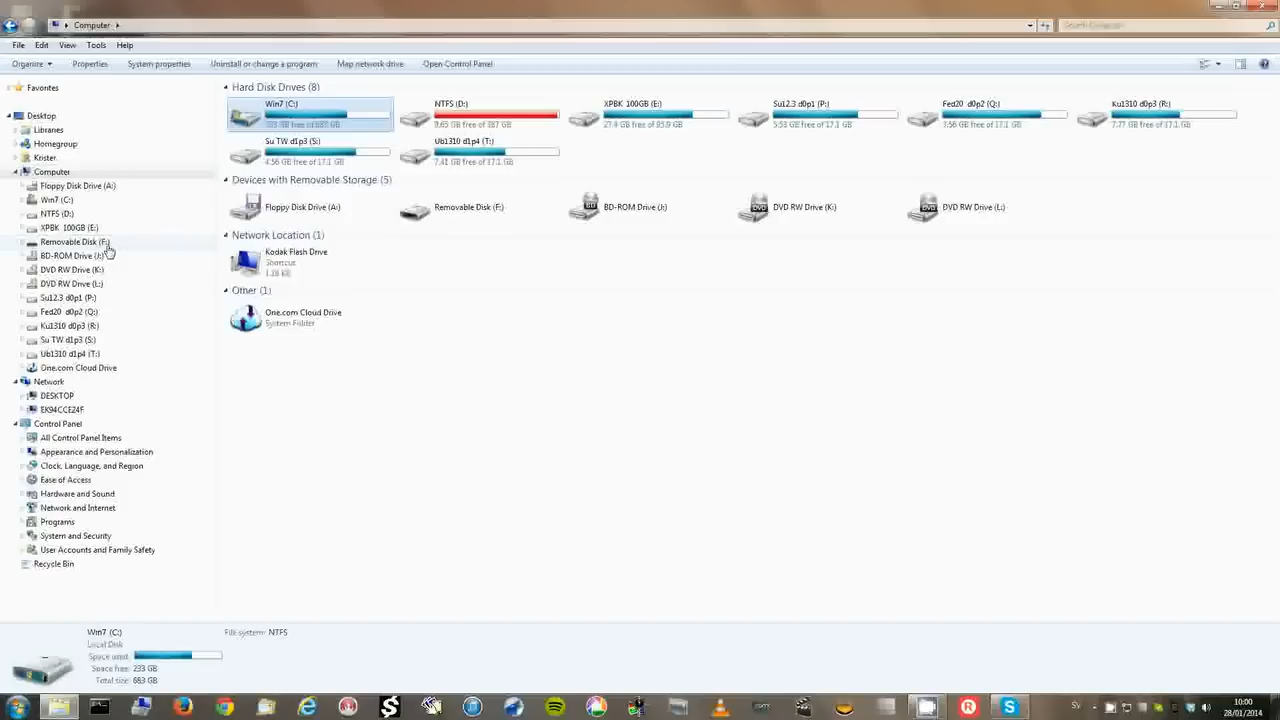 Computer
Search Computer
File Edit View Tools Help
Organize Properties System properties Uninstall or change a program Map network drive Open Control Panel
Favorites
Desktop
Libraries
Homegroup
Krister
Computer
Floppy Disk Drive (A:)
Win7 (C:)
NTFS (D:)
XPBK 100GB (E:)
Removable Disk (F:)
BD-ROM Drive (J:)
DVD RW Drive (K:)
DVD RW Drive (L:)
Su12.3 d0p1 (P:)
Fed20 d0p2 (Q:)
Ku1310 d0p3 (R:)
Su TW d1p3 (S:)
Ub1310 d1p4 (T:)
One.com Cloud Drive
Network
DESKTOP
EK94CCE24F
Control Panel
All Control Panel Items
Appearance and Personalization
Clock, Language, and Region
Ease of Access
Hardware and Sound
Network and Internet
Programs
System and Security
User Accounts and Family Safety
Recycle Bin
Hard Disk Drives (8)
Win7 (C:)
NTFS (D:)
XPBK 100GB (E:)
27.4 GB free of 95.9 GB
Su12.3 d0p1 (P:)
5.53 GB free of 17.1 GB
Fed20 d0p2 (Q:)
3.56 GB free of 17.1 GB
Ku1310 d0p3 (R:)
7.77 GB free of 17.1 GB
Su TW d1p3 (S:)
4.56 GB free of 17.1 GB
Ub1310 d1p4 (T:)
7.41 GB free of 17.1 GB
Devices with Removable Storage (5)
Floppy Disk Drive (A:)
Removable Disk (F:)
BD-ROM Drive (J:)
DVD RW Drive (K:)
DVD RW Drive (L:)
Network Location (1)
Kodak Flash Drive
Shortcut
Other (1)
One.com Cloud Drive
System Folder
Win7 (C:)
Local Disk
Space used:
Space free: 233 GB
Total size: 683 GB
File system: NTFS
SV
10:00
28/01/2014